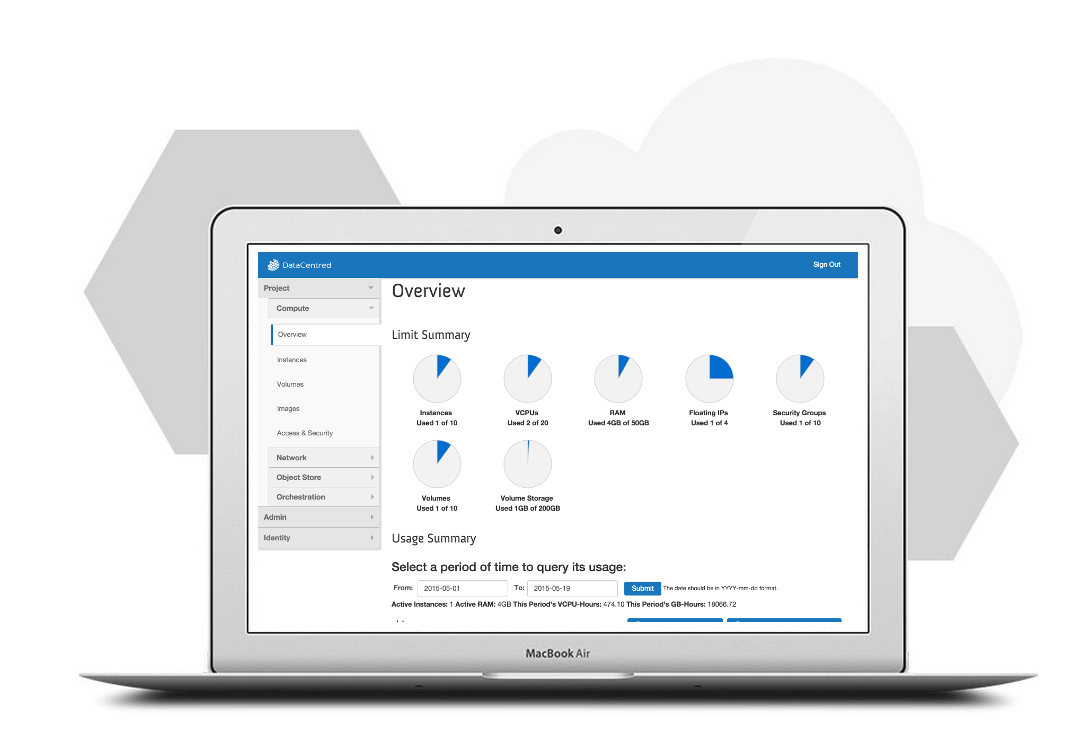 DataCentred
Sign Out
Project
Compute
Overview
Instances
Volumes
Images
Access & Security
Network
Object Store
Orchestration
Admin
Identity
Overview
Limit Summary
Instances
Used 1 of 10
VCPUs
Used 2 of 20
RAM
Used 4GB of 50GB
Floating IPs
Used 1 of 4
Security Groups
Used 1 of 10
Volumes
Used 1 of 10
Volume Storage
Used 1GB of 200GB
Usage Summary
Select a period of time to query its usage:
From: 2015-05-01 To: 2015-05-19 Submit The date should be in YYYY-mm-dd format.
Active Instances: 1 Active RAM: 4GB This Period's VCPU-Hours: 474.10 This Period's GB-Hours: 18066.72
MacBook Air